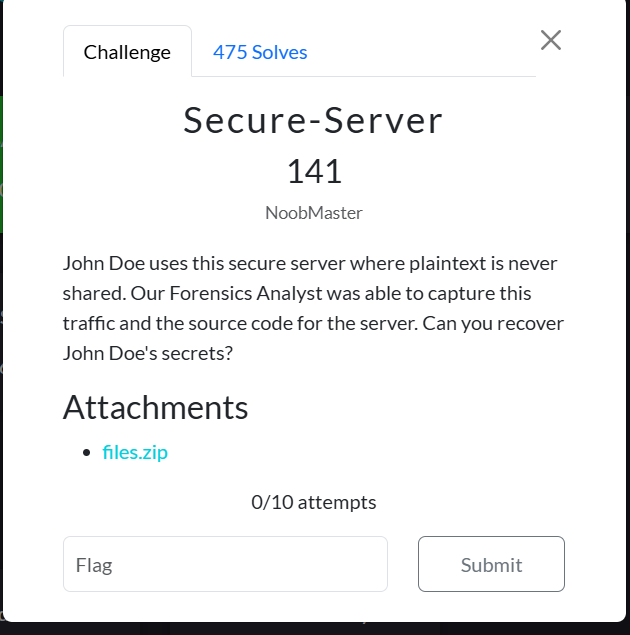 Challenge
475 Solves
Secure-Server
141
NoobMaster
John Doe uses this secure server where plaintext is never
shared. Our Forensics Analyst was able to capture this
traffic and the source code for the server. Can you recover
John Doe's secrets?
Attachments
files.zip
0/10 attempts
Flag
Submit